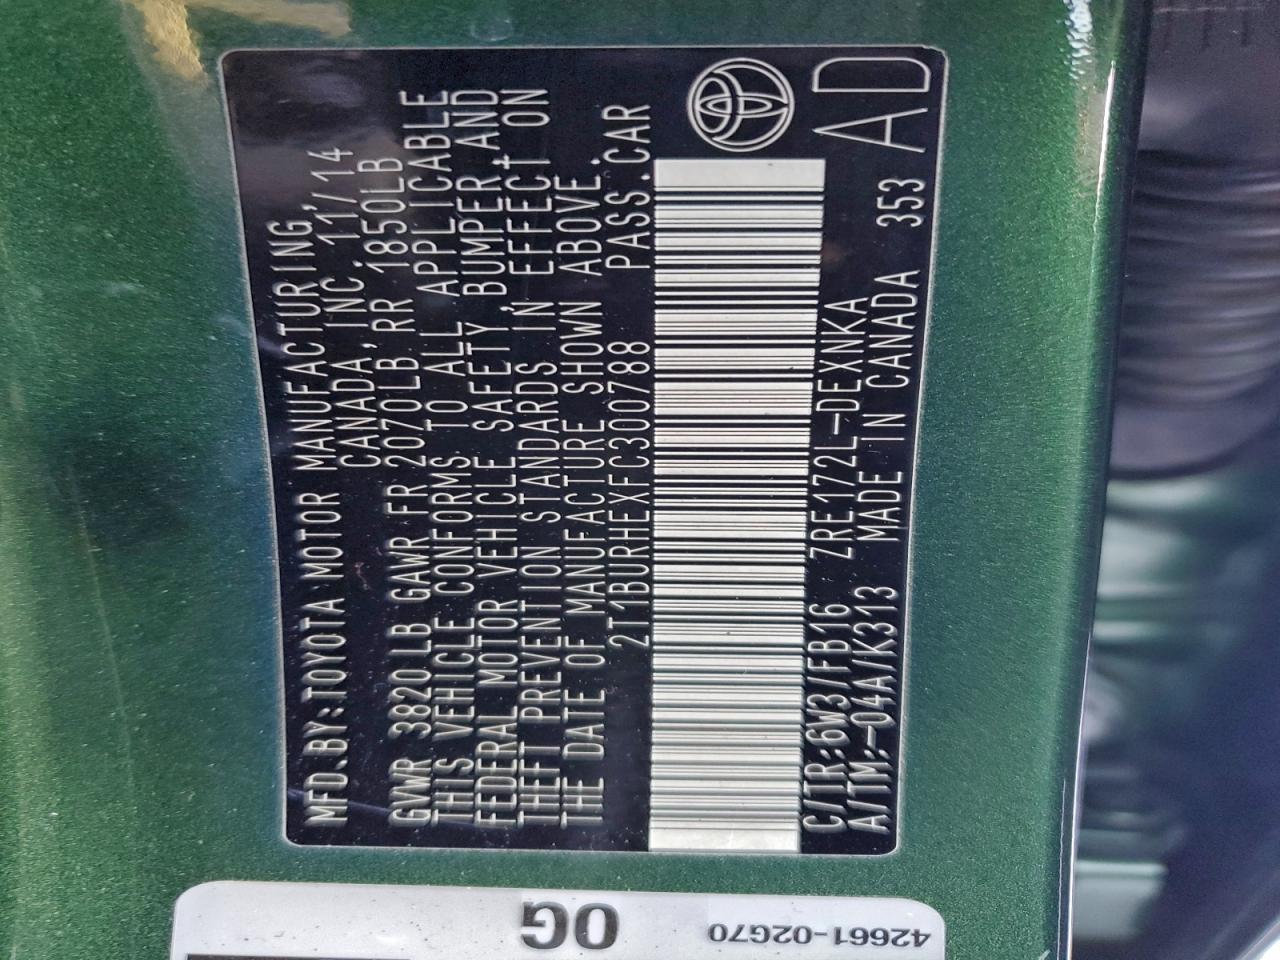 MFD.BY:TOYOTA MOTOR MANUFACTURING,
CANADA, INC. 11/14
GVWR 3820LB GAWR FR 2070LB RR 1850LB
THIS VEHICLE CONFORMS TO ALL APPLICABLE
FEDERAL MOTOR VEHICLE SAFETY, BUMPER, AND
THEFT PREVENTION STANDARDS IN EFFECT ON
THE DATE OF MANUFACTURE SHOWN ABOVE.
2T1BURHEXFC300788 PASS.CAR
C/TR:6W3/FB16 ZRE172L-DEXNKA
A/TM:-04A/K313 MADE IN CANADA 353
AD
42661-02G70
0G